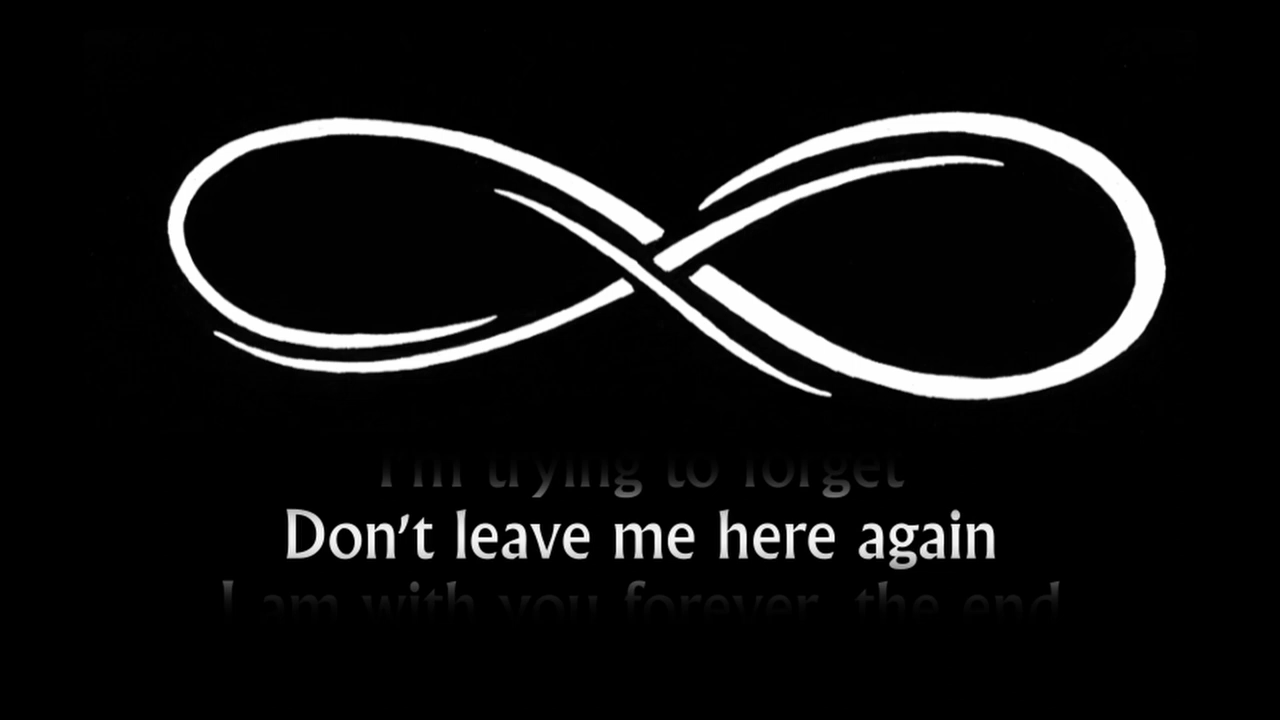 I'm trying to forget
Don't leave me here again
I am with you forever, the end